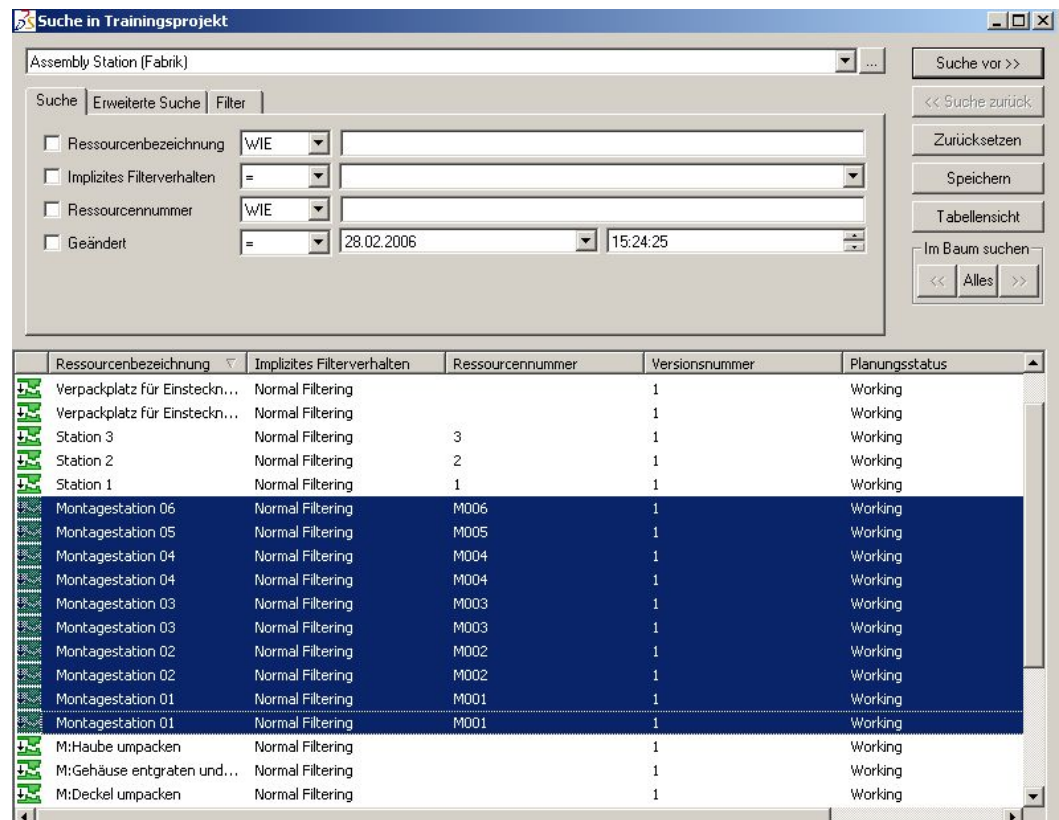 Suche in Trainingsprojekt
Assembly Station (Fabrik)
...
Suche vor >>
Suche Erweiterte Suche Filter
<< Suche zurück
Ressourcenbezeichnung WIE
Zurücksetzen
Implizites Filterverhalten =
Speichern
Ressourcennummer WIE
Tabellensicht
Geändert = 28.02.2006 15:24:25
Im Baum suchen
<< Alles >>
Ressourcenbezeichnung Implizites Filterverhalten Ressourcennummer Versionsnummer Planungsstatus
Verpackplatz für Einsteckn... Normal Filtering 1 Working
Verpackplatz für Einsteckn... Normal Filtering 1 Working
Station 3 Normal Filtering 3 1 Working
Station 2 Normal Filtering 2 1 Working
Station 1 Normal Filtering 1 1 Working
Montagestation 06 Normal Filtering M006 1 Working
Montagestation 05 Normal Filtering M005 1 Working
Montagestation 04 Normal Filtering M004 1 Working
Montagestation 04 Normal Filtering M004 1 Working
Montagestation 03 Normal Filtering M003 1 Working
Montagestation 03 Normal Filtering M003 1 Working
Montagestation 02 Normal Filtering M002 1 Working
Montagestation 02 Normal Filtering M002 1 Working
Montagestation 01 Normal Filtering M001 1 Working
Montagestation 01 Normal Filtering M001 1 Working
M:Haube umpacken Normal Filtering 1 Working
M:Gehäuse entgraten und... Normal Filtering 1 Working
M:Deckel umpacken Normal Filtering 1 Working